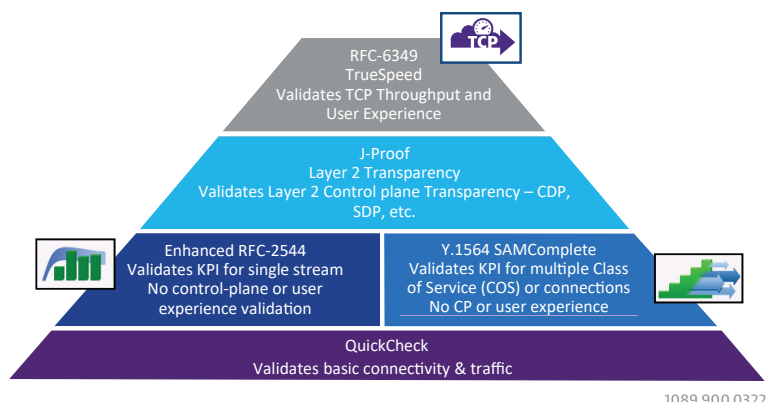 TCP
RFC-6349
TrueSpeed
Validates TCP Throughput and
User Experience
J-Proof
Layer 2 Transparency
Validates Layer 2 Control plane Transparency – CDP,
SDP, etc.
Enhanced RFC-2544
Validates KPI for single stream
No control-plane or user
experience validation
Y.1564 SAMComplete
Validates KPI for multiple Class
of Service (COS) or connections
No CP or user experience
QuickCheck
Validates basic connectivity & traffic
1089.900.0322